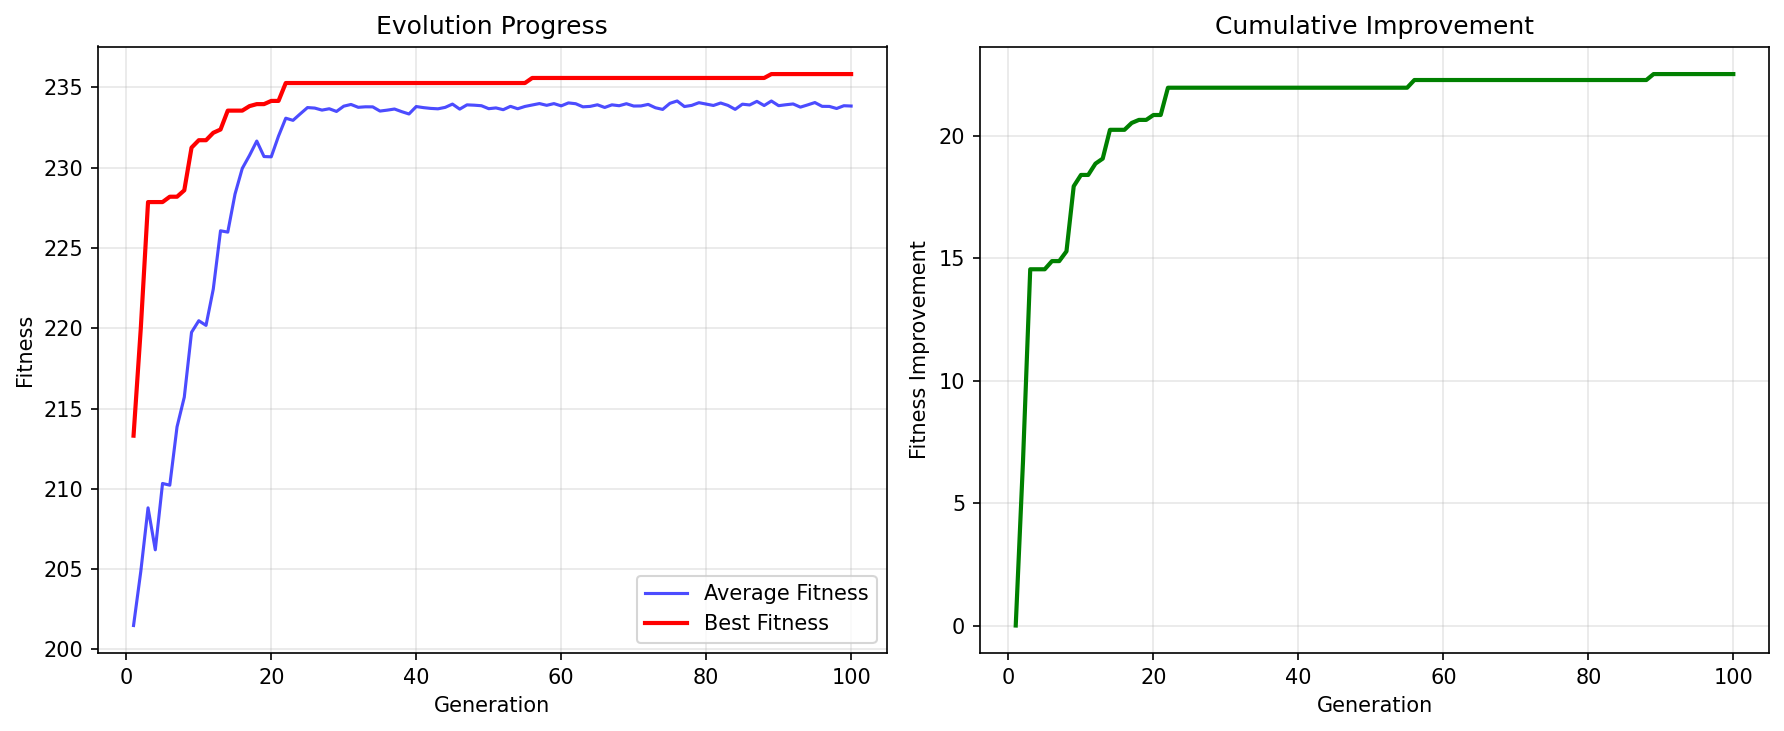 Evolution Progress
235
230
225
220
215
210
205
200
Fitness
Average Fitness
Best Fitness
0 20 40 60 80 100
Generation
Cumulative Improvement
20
15
10
5
0
Fitness Improvement
0 20 40 60 80 100
Generation